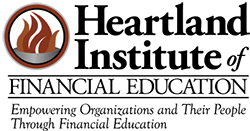 Heartland
Institute of
FINANCIAL EDUCATION
Empowering Organizations and Their People
Through Financial Education